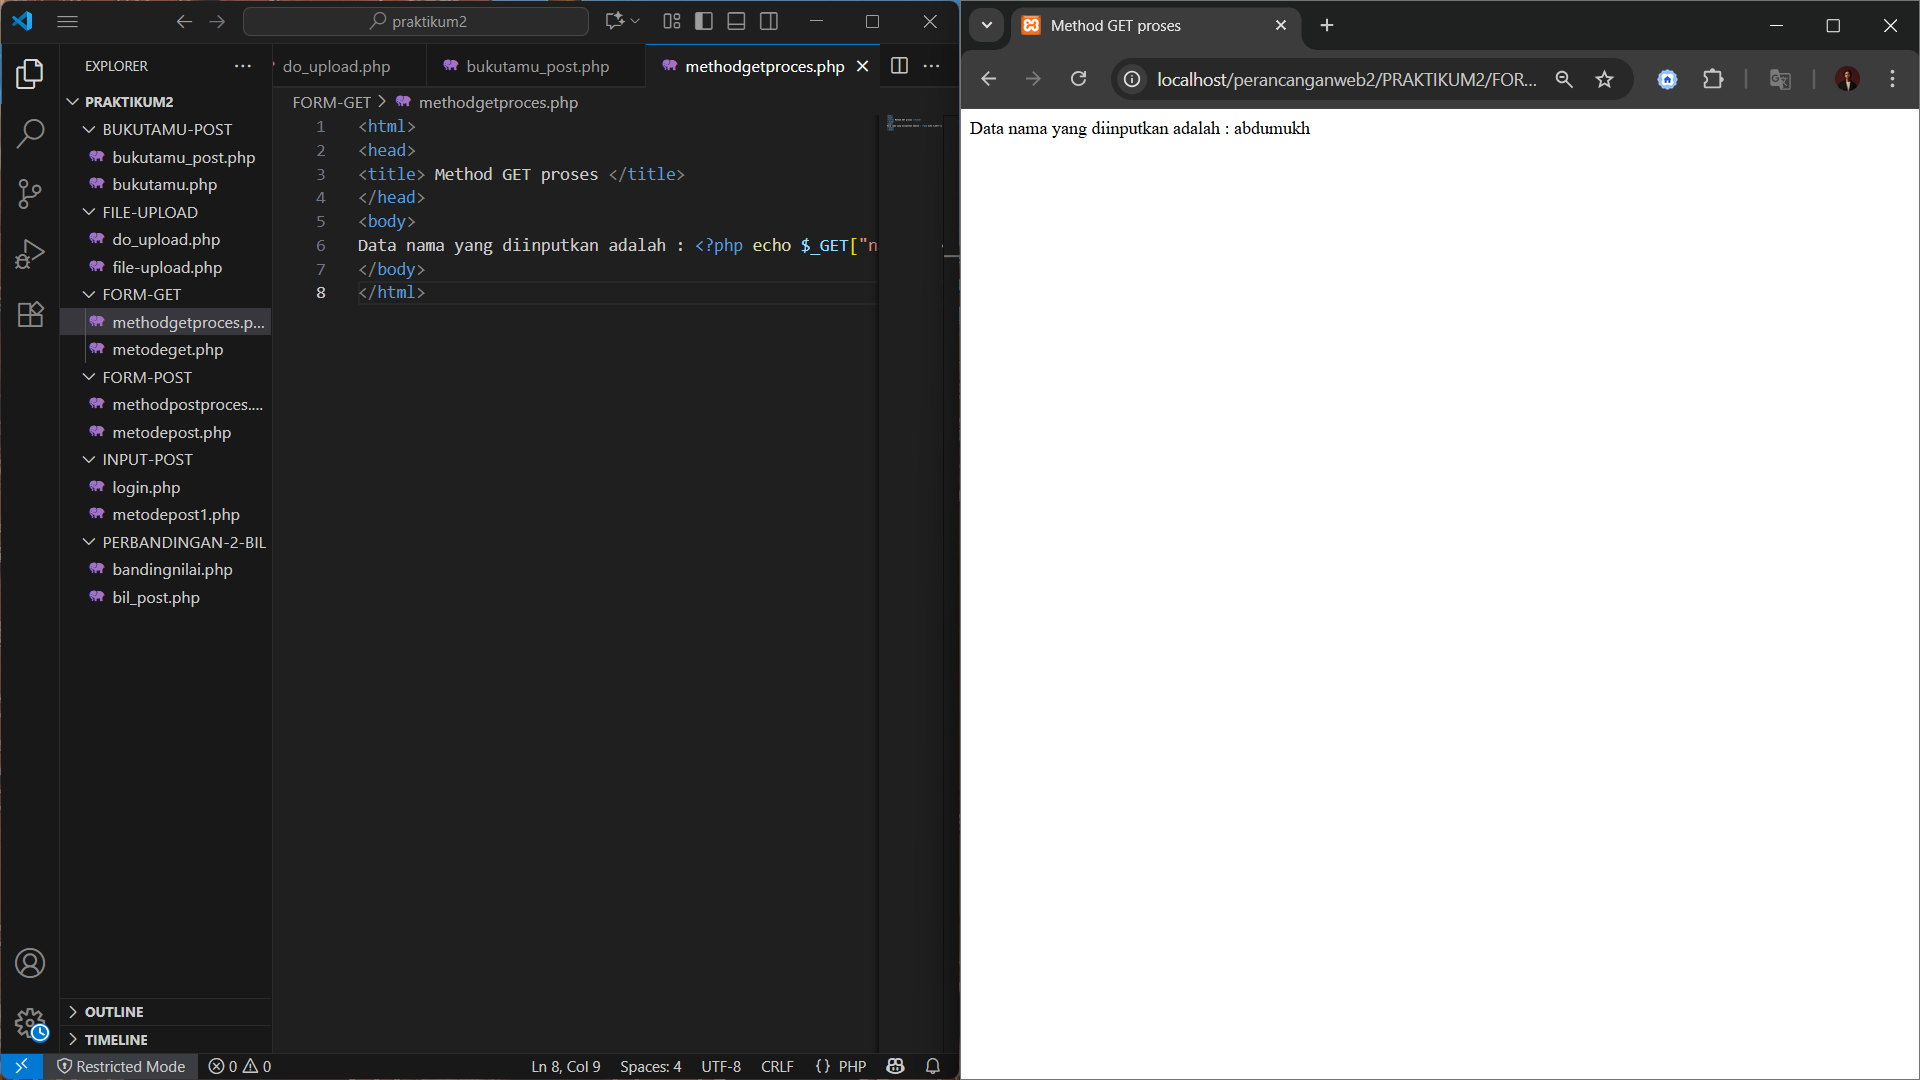 praktikum2
EXPLORER
PRAKTIKUM2
BUKUTAMU-POST
bukutamu_post.php
bukutamu.php
FILE-UPLOAD
do_upload.php
file-upload.php
FORM-GET
methodgetproces.p...
metodeget.php
FORM-POST
methodpostproces....
metodepost.php
INPUT-POST
login.php
metodepost1.php
PERBANDINGAN-2-BIL
bandingnilai.php
bil_post.php
OUTLINE
TIMELINE
do_upload.php
bukutamu_post.php
methodgetproces.php
FORM-GET > methodgetproces.php
1 <html>
2 <head>
3 <title> Method GET proses </title>
4 </head>
5 <body>
6 Data nama yang diinputkan adalah : <?php echo $_GET["n
7 </body>
8 </html>
Restricted Mode 0 0 Ln 8, Col 9 Spaces: 4 UTF-8 CRLF {} PHP
Method GET proses
localhost/perancanganweb2/PRAKTIKUM2/FOR...
Data nama yang diinputkan adalah : abdumukh